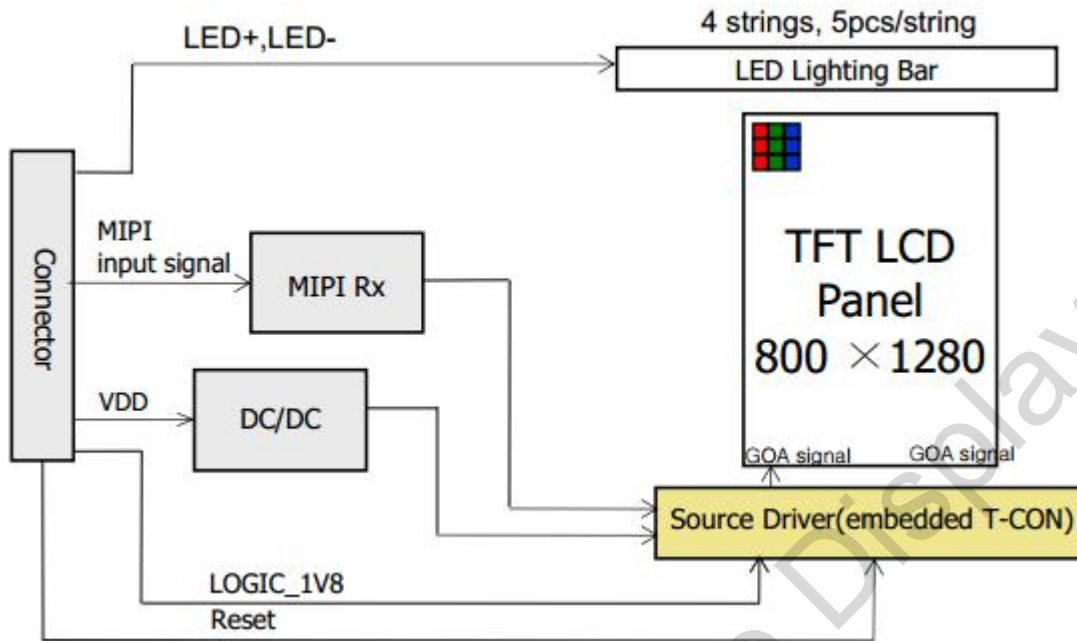 LED+,LED-
4 strings, 5pcs/string
LED Lighting Bar
Connector
MIPI
input signal
MIPI Rx
TFT LCD
Panel
800 ×1280
VDD
DC/DC
GOA signal
GOA signal
Source Driver(embedded T-CON)
LOGIC_1V8
Reset
Display